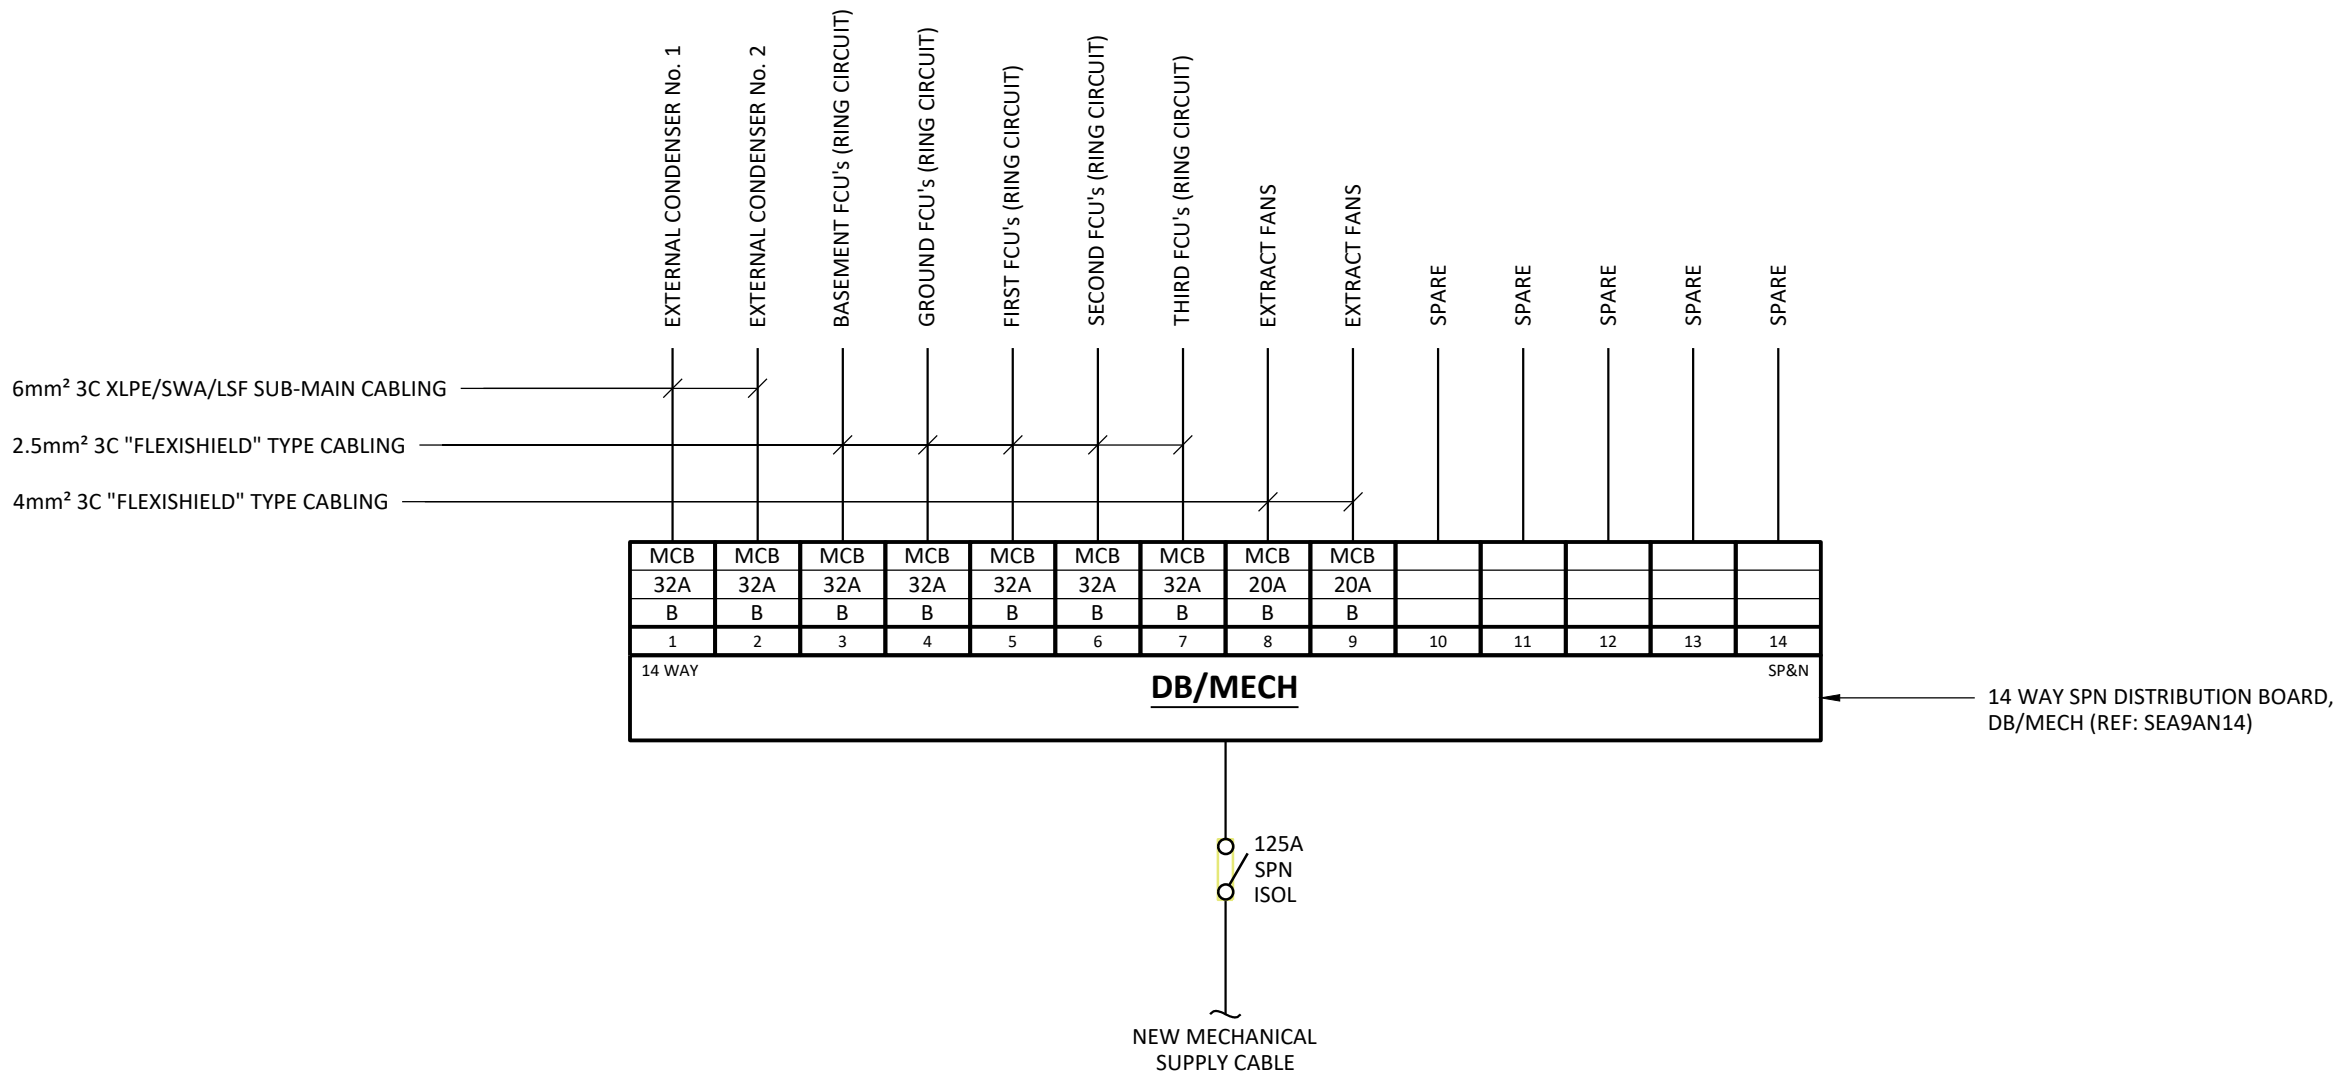 EXTERNAL CONDENSER No. 1
EXTERNAL CONDENSER No. 2
BASEMENT FCU's (RING CIRCUIT)
GROUND FCU's (RING CIRCUIT)
FIRST FCU's (RING CIRCUIT)
SECOND FCU's (RING CIRCUIT)
THIRD FCU's (RING CIRCUIT)
EXTRACT FANS
EXTRACT FANS
SPARE
SPARE
SPARE
SPARE
SPARE
6mm² 3C XLPE/SWA/LSF SUB-MAIN CABLING
2.5mm² 3C "FLEXISHIELD" TYPE CABLING
4mm² 3C "FLEXISHIELD" TYPE CABLING
MCB MCB MCB MCB MCB MCB MCB MCB MCB
32A 32A 32A 32A 32A 32A 32A 20A 20A
B B B B B B B B B
1 2 3 4 5 6 7 8 9 10 11 12 13 14
14 WAY
DB/MECH
SP&N
14 WAY SPN DISTRIBUTION BOARD,
DB/MECH (REF: SEA9AN14)
125A
SPN
ISOL
NEW MECHANICAL
SUPPLY CABLE